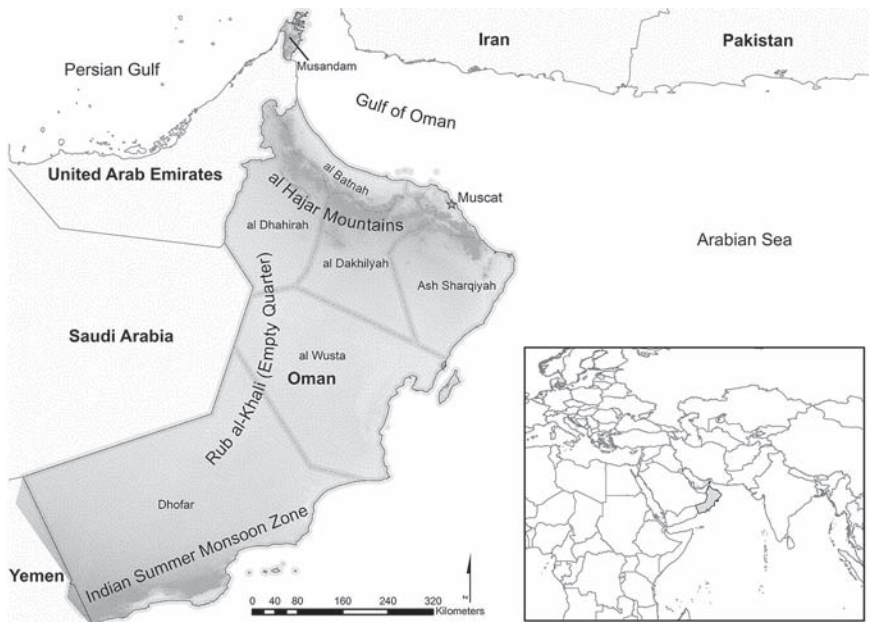 Iran
Pakistan
Persian Gulf
Musandam
Gulf of Oman
United Arab Emirates
al Batnah
Muscat
al Hajar Mountains
al Dhahirah
Arabian Sea
al Dakhilyah
Ash Sharqiyah
Saudi Arabia
Rub al-Khali (Empty Quarter)
al Wusta
Oman
Dhofar
Indian Summer Monsoon Zone
Yemen
z
0 40 80 160 240 320
Kilometers